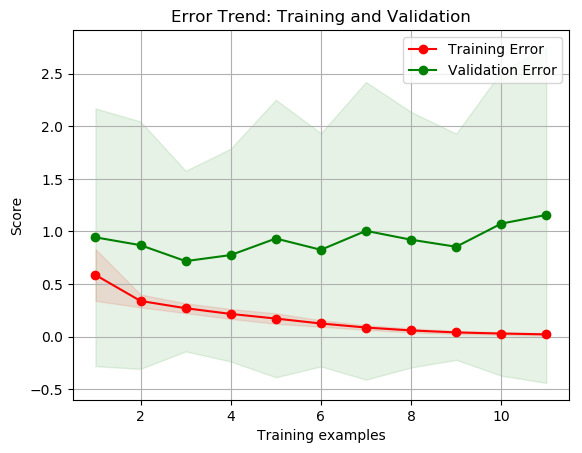 Error Trend: Training and Validation
Training Error
Validation Error
2.5
2.0
1.5
1.0
0.5
0.0
−0.5
Score
2 4 6 8 10
Training examples